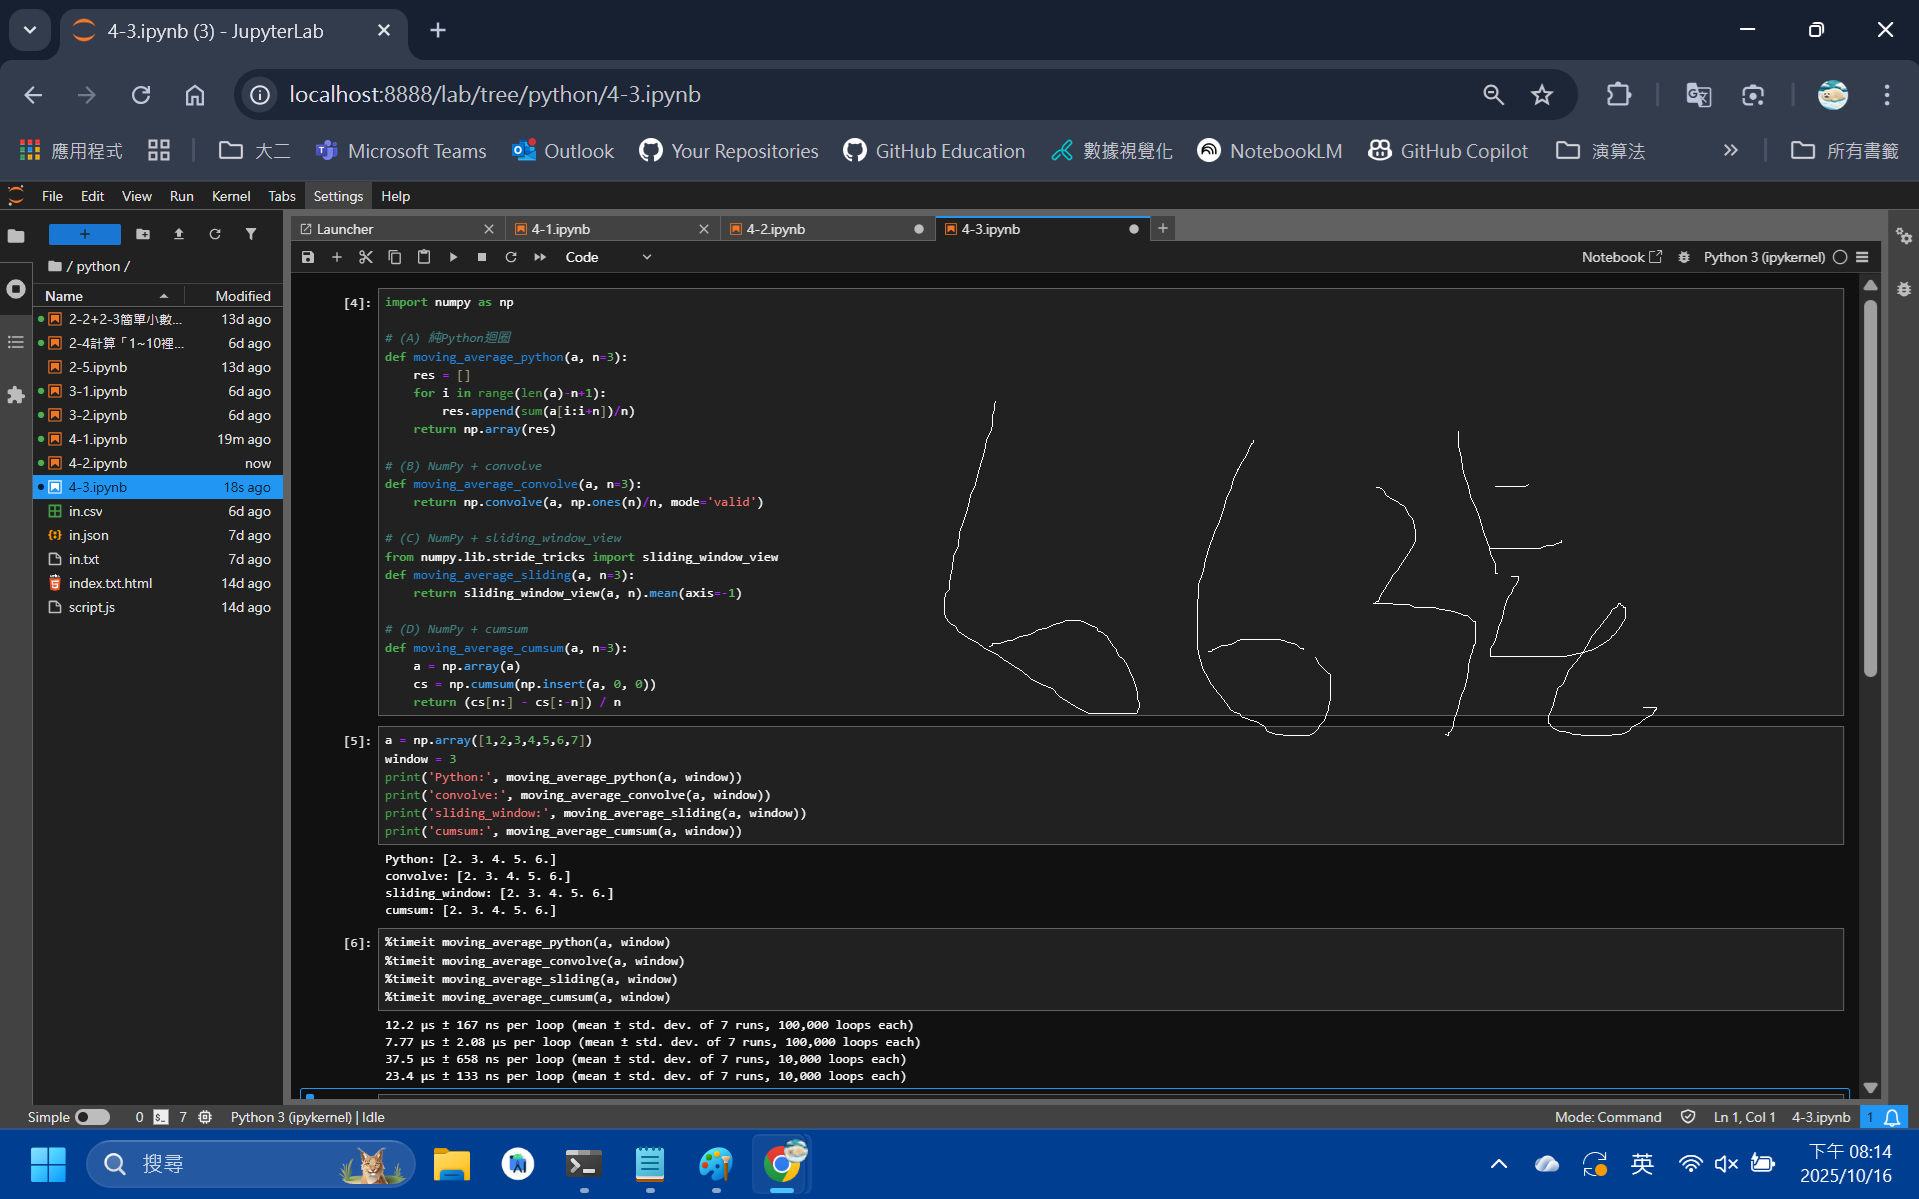 4-3.ipynb (3) - JupyterLab
localhost:8888/lab/tree/python/4-3.ipynb
應用程式 大二 Microsoft Teams Outlook Your Repositories GitHub Education 數據視覺化 NotebookLM GitHub Copilot 演算法 » 所有書籤
File Edit View Run Kernel Tabs Settings Help
Launcher 4-1.ipynb 4-2.ipynb 4-3.ipynb
Code Notebook Python 3 (ipykernel)
/ python /
Name Modified
2-2+2-3簡單小數... 13d ago
2-4計算「1~10裡... 6d ago
2-5.ipynb 13d ago
3-1.ipynb 6d ago
3-2.ipynb 6d ago
4-1.ipynb 19m ago
4-2.ipynb now
4-3.ipynb 18s ago
in.csv 6d ago
in.json 7d ago
in.txt 7d ago
index.txt.html 14d ago
script.js 14d ago
[4]:
import numpy as np
# (A) 純Python迴圈
def moving_average_python(a, n=3):
    res = []
    for i in range(len(a)-n+1):
        res.append(sum(a[i:i+n])/n)
    return np.array(res)
# (B) NumPy + convolve
def moving_average_convolve(a, n=3):
    return np.convolve(a, np.ones(n)/n, mode='valid')
# (C) NumPy + sliding_window_view
from numpy.lib.stride_tricks import sliding_window_view
def moving_average_sliding(a, n=3):
    return sliding_window_view(a, n).mean(axis=-1)
# (D) NumPy + cumsum
def moving_average_cumsum(a, n=3):
    a = np.array(a)
    cs = np.cumsum(np.insert(a, 0, 0))
    return (cs[n:] - cs[:-n]) / n
[5]:
a = np.array([1,2,3,4,5,6,7])
window = 3
print('Python:', moving_average_python(a, window))
print('convolve:', moving_average_convolve(a, window))
print('sliding_window:', moving_average_sliding(a, window))
print('cumsum:', moving_average_cumsum(a, window))
Python: [2. 3. 4. 5. 6.]
convolve: [2. 3. 4. 5. 6.]
sliding_window: [2. 3. 4. 5. 6.]
cumsum: [2. 3. 4. 5. 6.]
[6]:
%timeit moving_average_python(a, window)
%timeit moving_average_convolve(a, window)
%timeit moving_average_sliding(a, window)
%timeit moving_average_cumsum(a, window)
12.2 µs ± 167 ns per loop (mean ± std. dev. of 7 runs, 100,000 loops each)
7.77 µs ± 2.08 µs per loop (mean ± std. dev. of 7 runs, 100,000 loops each)
37.5 µs ± 658 ns per loop (mean ± std. dev. of 7 runs, 10,000 loops each)
23.4 µs ± 133 ns per loop (mean ± std. dev. of 7 runs, 10,000 loops each)
Simple 0 7 Python 3 (ipykernel) | Idle Mode: Command Ln 1, Col 1 4-3.ipynb 1
搜尋 英 下午 08:14
2025/10/16